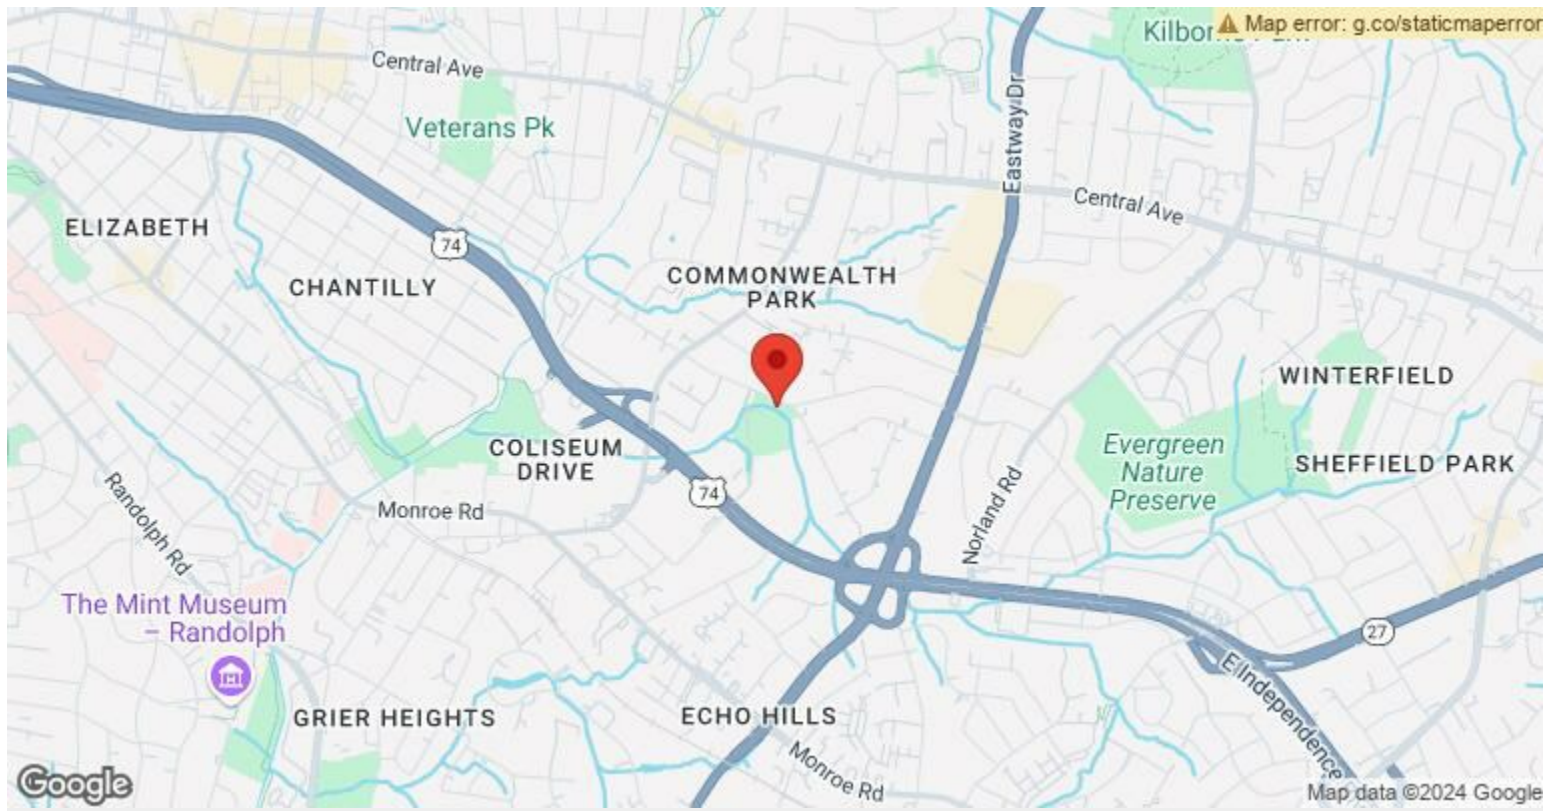 Map error: g.co/staticmaperror
Central Ave
Veterans Pk
Eastway Dr
Central Ave
ELIZABETH
74
CHANTILLY
COMMONWEALTH
PARK
WINTERFIELD
COLISEUM
DRIVE
Evergreen
Nature
Preserve
SHEFFIELD PARK
74
Randolph Rd
Monroe Rd
Norland Rd
The Mint Museum
– Randolph
27
E Independence
GRIER HEIGHTS
ECHO HILLS
Monroe Rd
Google
Map data ©2024 Google